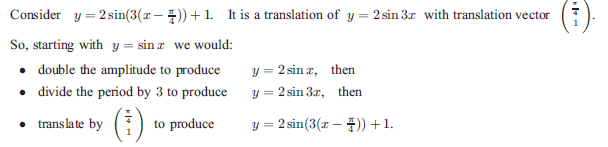 Consider y = 2 sin(3(x − π/4)) + 1. It is a translation of y = 2 sin 3x with translation vector (π/4 1).
So, starting with y = sin x we would:
• double the amplitude to produce y = 2 sin x, then
• divide the period by 3 to produce y = 2 sin 3x, then
• translate by (π/4 1) to produce y = 2 sin(3(x − π/4)) + 1.